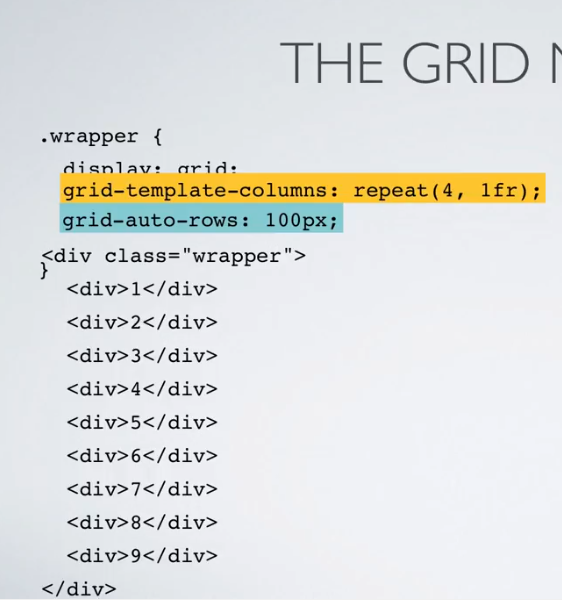 THE GRID
.wrapper {
display: grid;
grid-template-columns: repeat(4, 1fr);
grid-auto-rows: 100px;
<div class="wrapper">
}
<div>1</div>
<div>2</div>
<div>3</div>
<div>4</div>
<div>5</div>
<div>6</div>
<div>7</div>
<div>8</div>
<div>9</div>
</div>